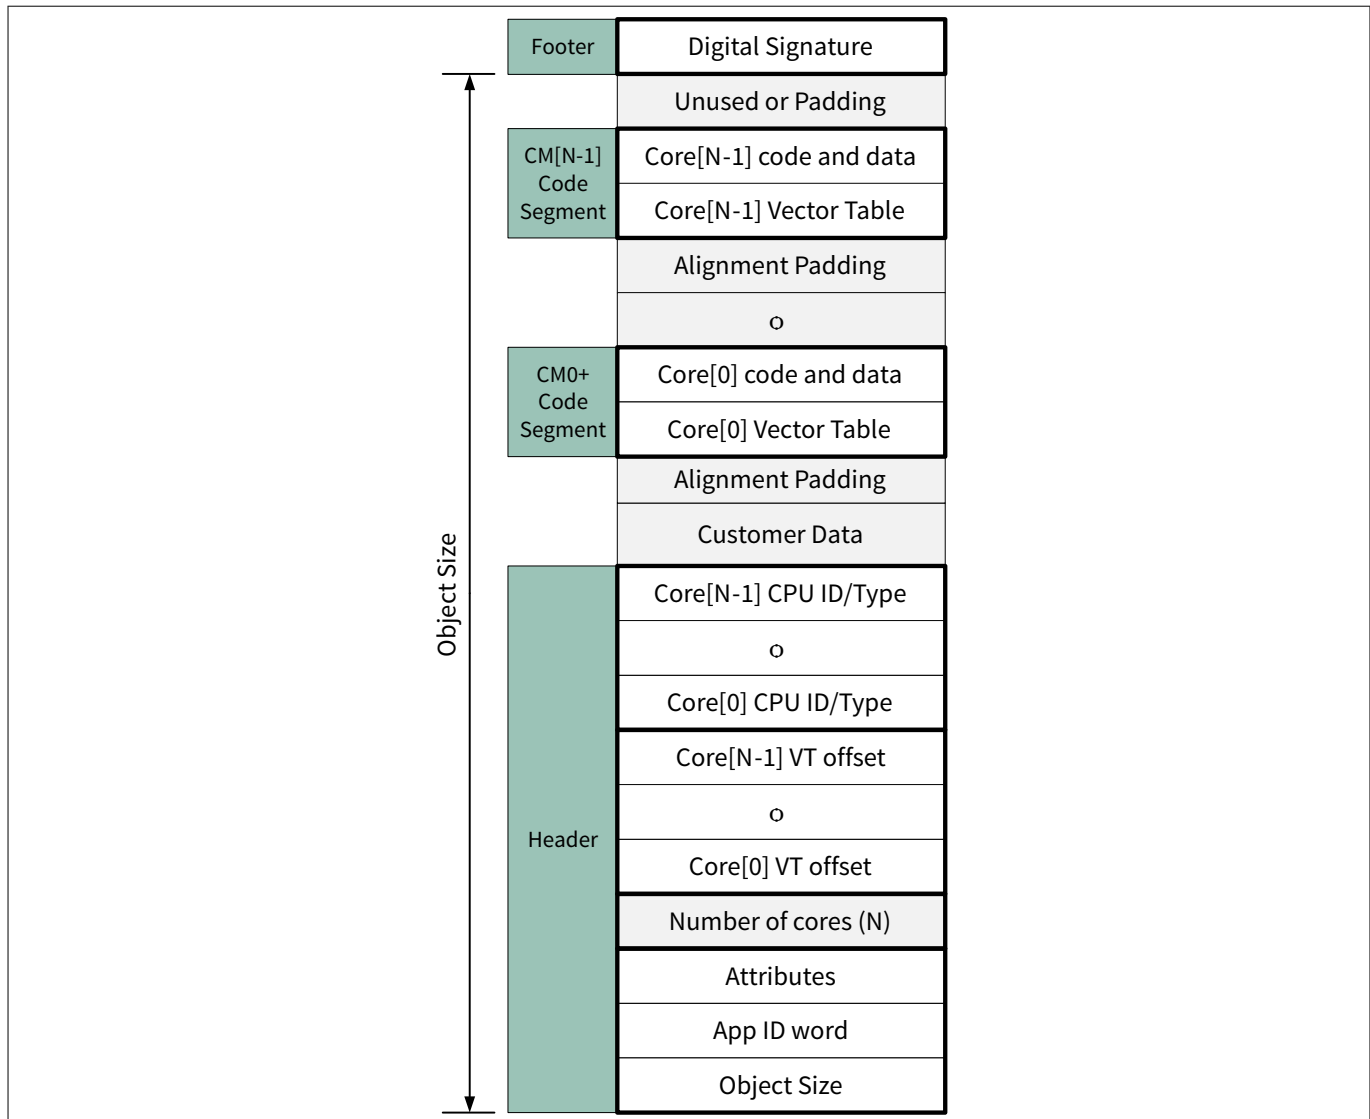 Footer
Digital Signature
Unused or Padding
CM[N-1]
Code
Segment
Core[N-1] code and data
Core[N-1] Vector Table
Alignment Padding
o
CM0+
Code
Segment
Core[0] code and data
Core[0] Vector Table
Alignment Padding
Customer Data
Object Size
Header
Core[N-1] CPU ID/Type
o
Core[0] CPU ID/Type
Core[N-1] VT offset
o
Core[0] VT offset
Number of cores (N)
Attributes
App ID word
Object Size